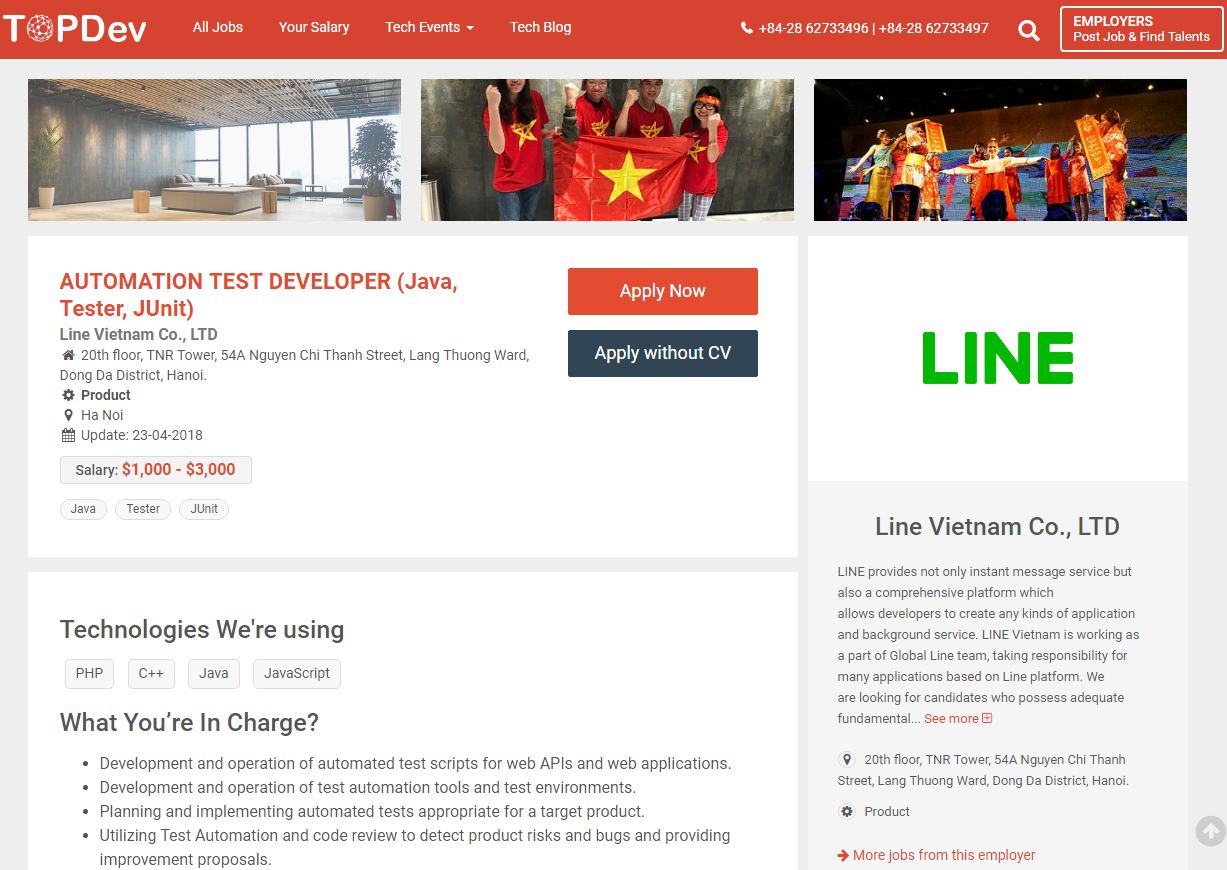 TOPDev
All Jobs
Your Salary
Tech Events
Tech Blog
+84-28 62733496 | +84-28 62733497
EMPLOYERS
Post Job & Find Talents
AUTOMATION TEST DEVELOPER (Java,
Tester, JUnit)
Line Vietnam Co., LTD
20th floor, TNR Tower, 54A Nguyen Chi Thanh Street, Lang Thuong Ward,
Dong Da District, Hanoi.
Product
Ha Noi
Update: 23-04-2018
Salary: $1,000 - $3,000
Java
Tester
JUnit
Apply Now
Apply without CV
Technologies We're using
PHP
C++
Java
JavaScript
What You’re In Charge?
Development and operation of automated test scripts for web APIs and web applications.
Development and operation of test automation tools and test environments.
Planning and implementing automated tests appropriate for a target product.
Utilizing Test Automation and code review to detect product risks and bugs and providing
improvement proposals.
LINE
Line Vietnam Co., LTD
LINE provides not only instant message service but
also a comprehensive platform which
allows developers to create any kinds of application
and background service. LINE Vietnam is working as
a part of Global Line team, taking responsibility for
many applications based on Line platform. We
are looking for candidates who possess adequate
fundamental... See more
20th floor, TNR Tower, 54A Nguyen Chi Thanh
Street, Lang Thuong Ward, Dong Da District, Hanoi.
Product
More jobs from this employer